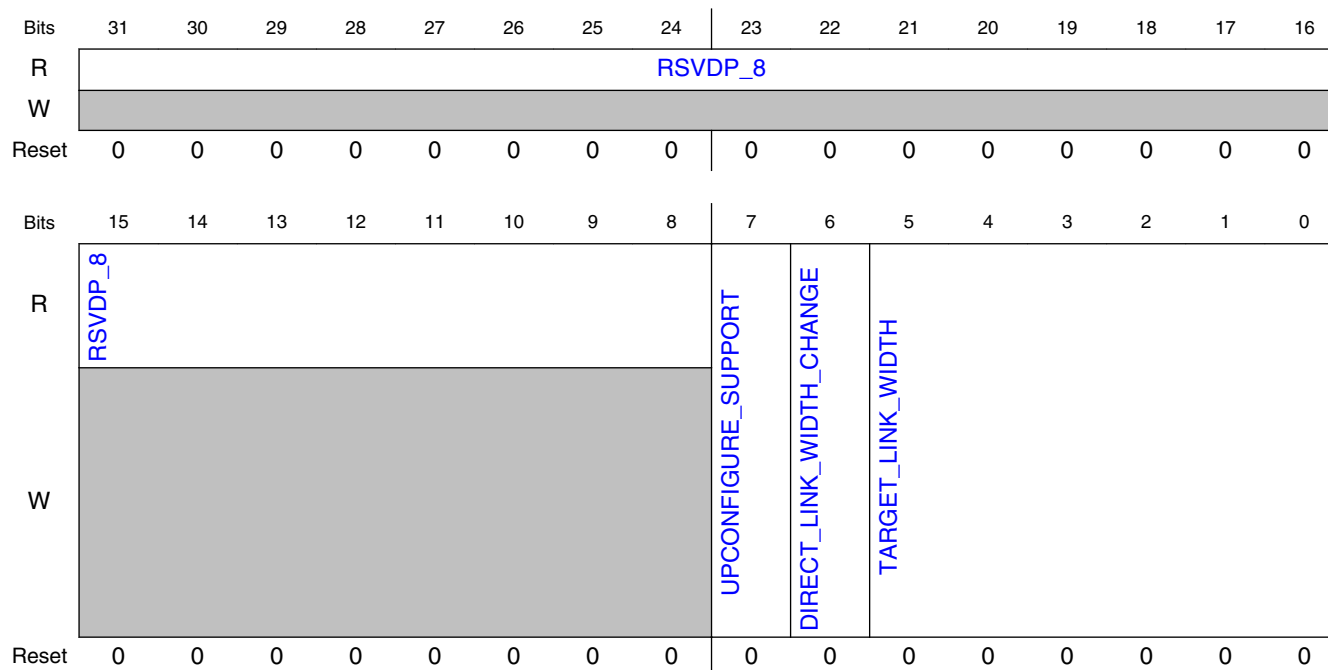 Bits 31 30 29 28 27 26 25 24 23 22 21 20 19 18 17 16
R RSVDP_8
W
Reset 0 0 0 0 0 0 0 0 0 0 0 0 0 0 0 0
Bits 15 14 13 12 11 10 9 8 7 6 5 4 3 2 1 0
R
RSVDP_8
UPCONFIGURE_SUPPORT
DIRECT_LINK_WIDTH_CHANGE
TARGET_LINK_WIDTH
W
Reset 0 0 0 0 0 0 0 0 0 0 0 0 0 0 0 0